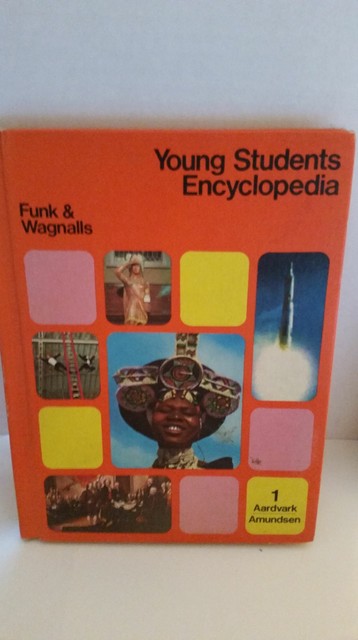 Young Students
Encyclopedia
Funk &
Wagnalls
1
Aardvark
Amundsen